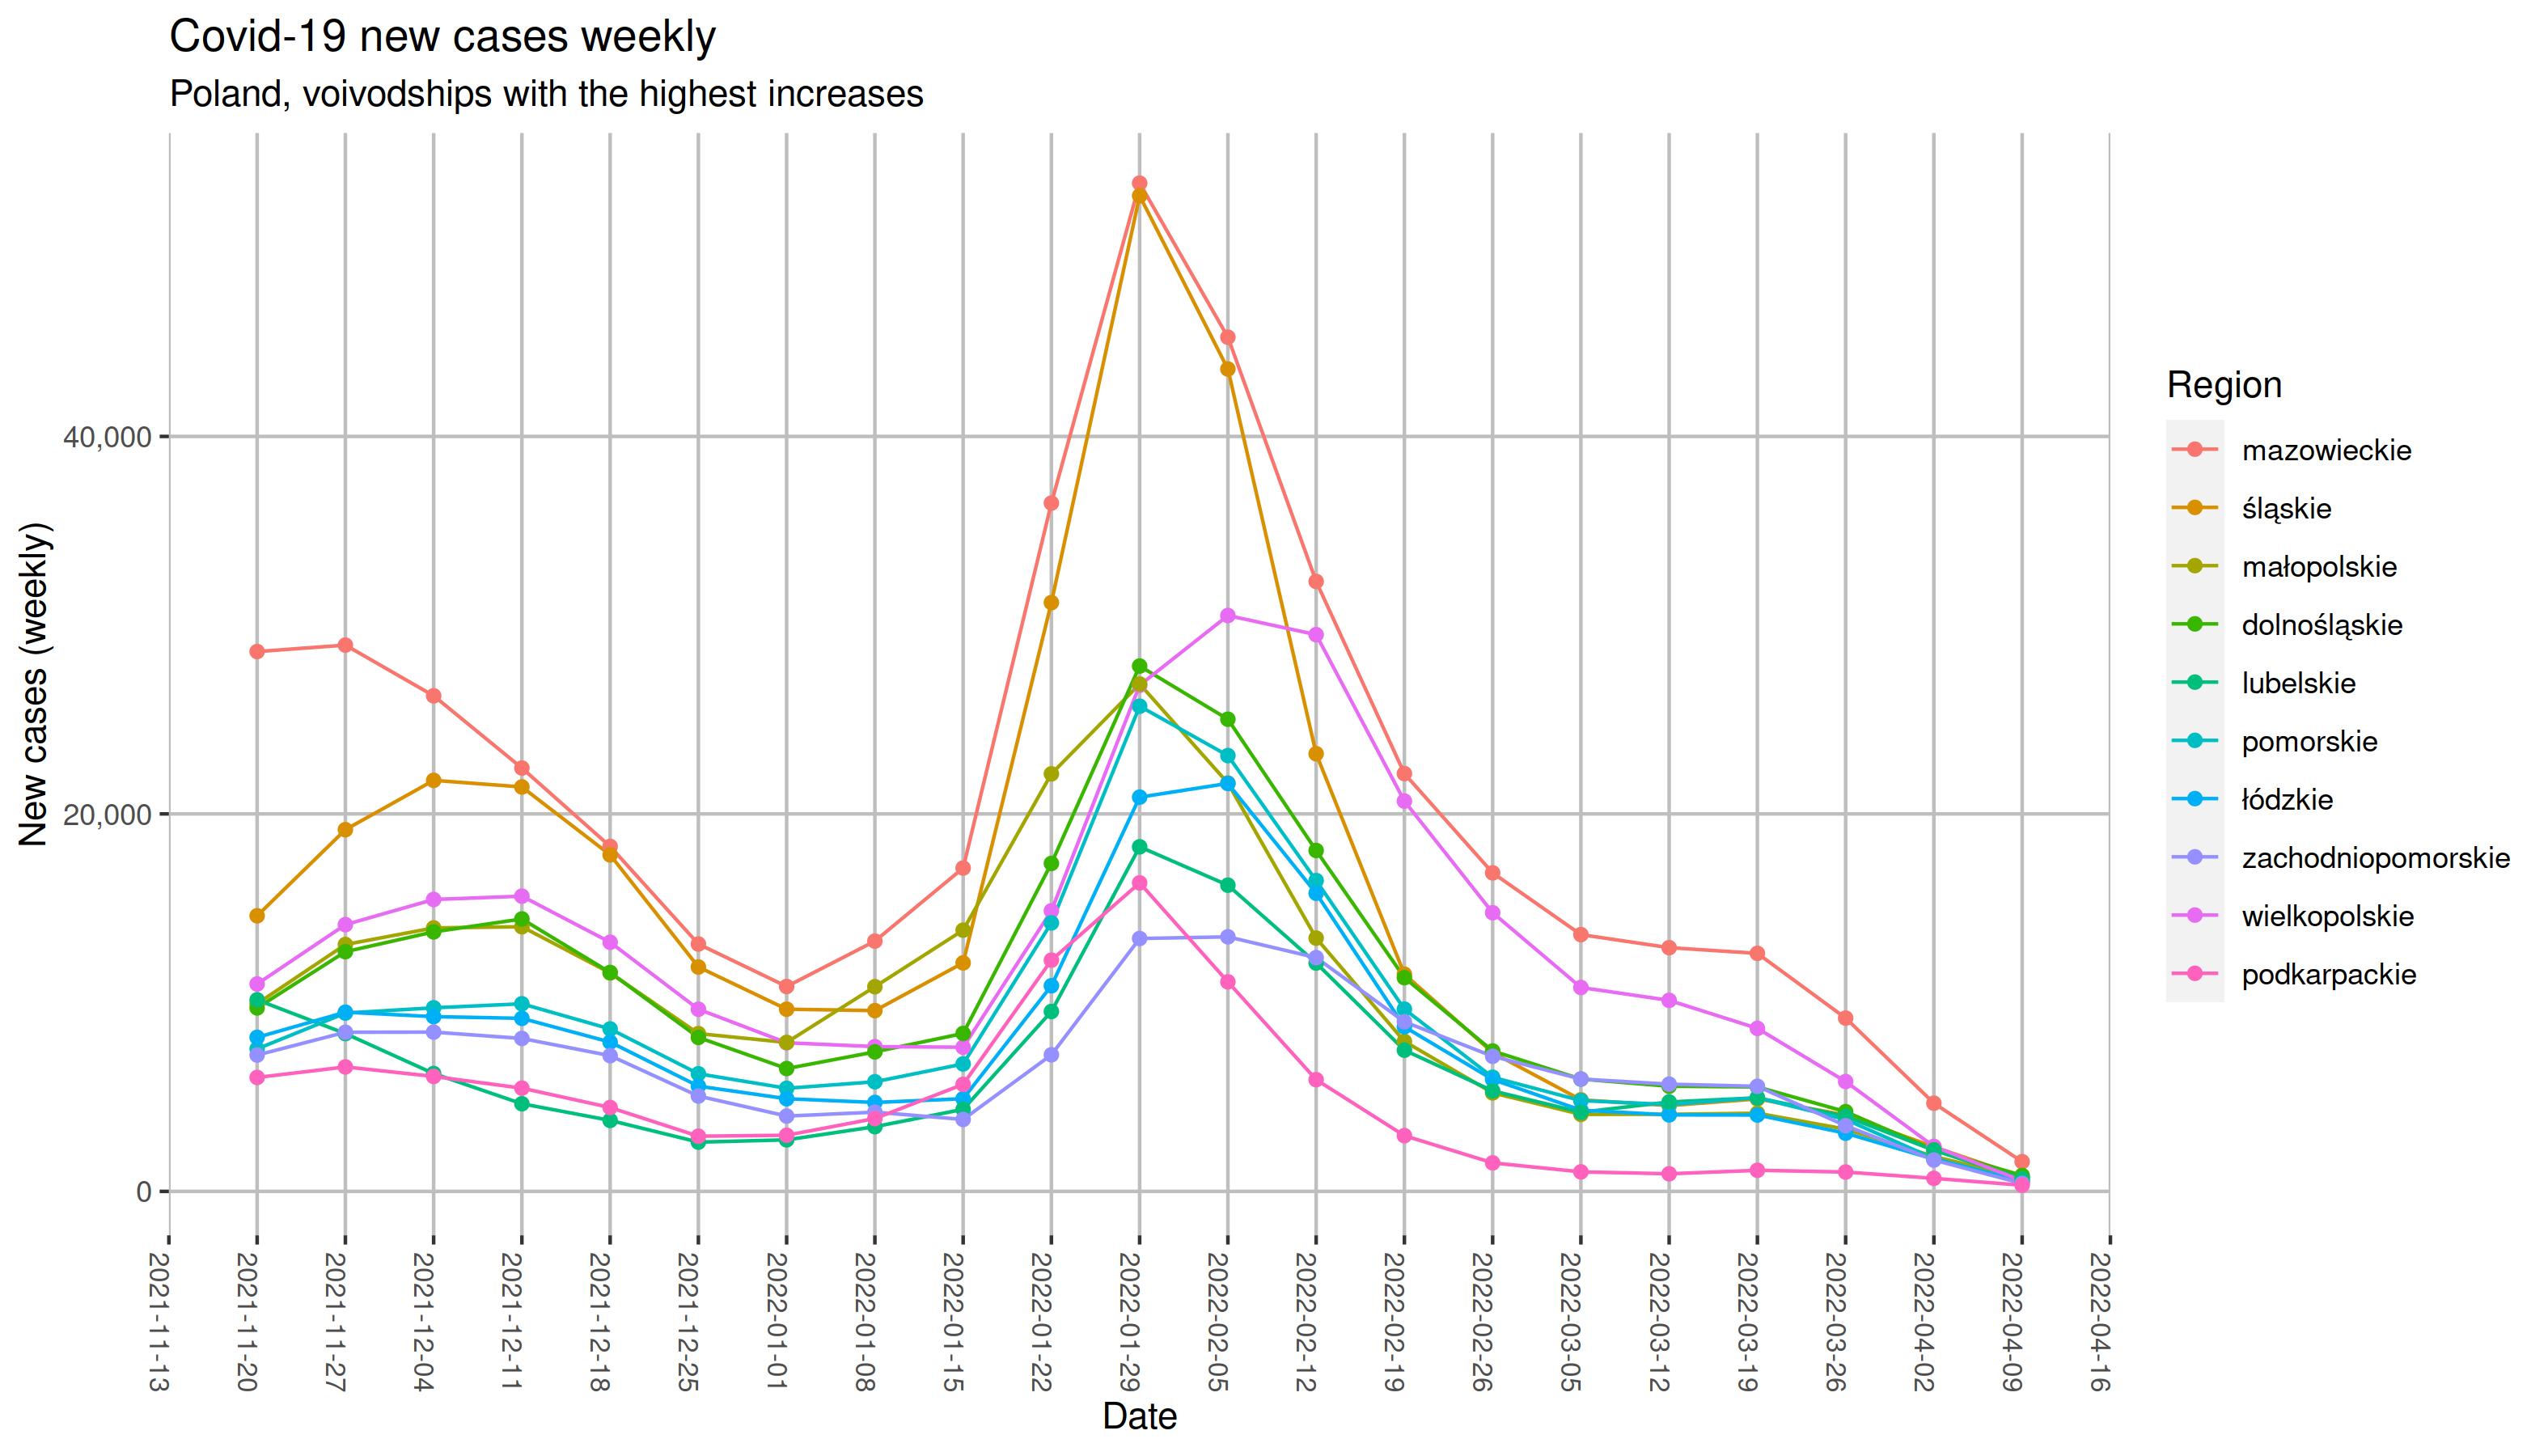 Covid-19 new cases weekly
Poland, voivodships with the highest increases
New cases (weekly)
40,000
20,000
0
2021-11-13
2021-11-20
2021-11-27
2021-12-04
2021-12-11
2021-12-18
2021-12-25
2022-01-01
2022-01-08
2022-01-15
2022-01-22
2022-01-29
2022-02-05
2022-02-12
2022-02-19
2022-02-26
2022-03-05
2022-03-12
2022-03-19
2022-03-26
2022-04-02
2022-04-09
2022-04-16
Date
Region
mazowieckie
śląskie
małopolskie
dolnośląskie
lubelskie
pomorskie
łódzkie
zachodniopomorskie
wielkopolskie
podkarpackie